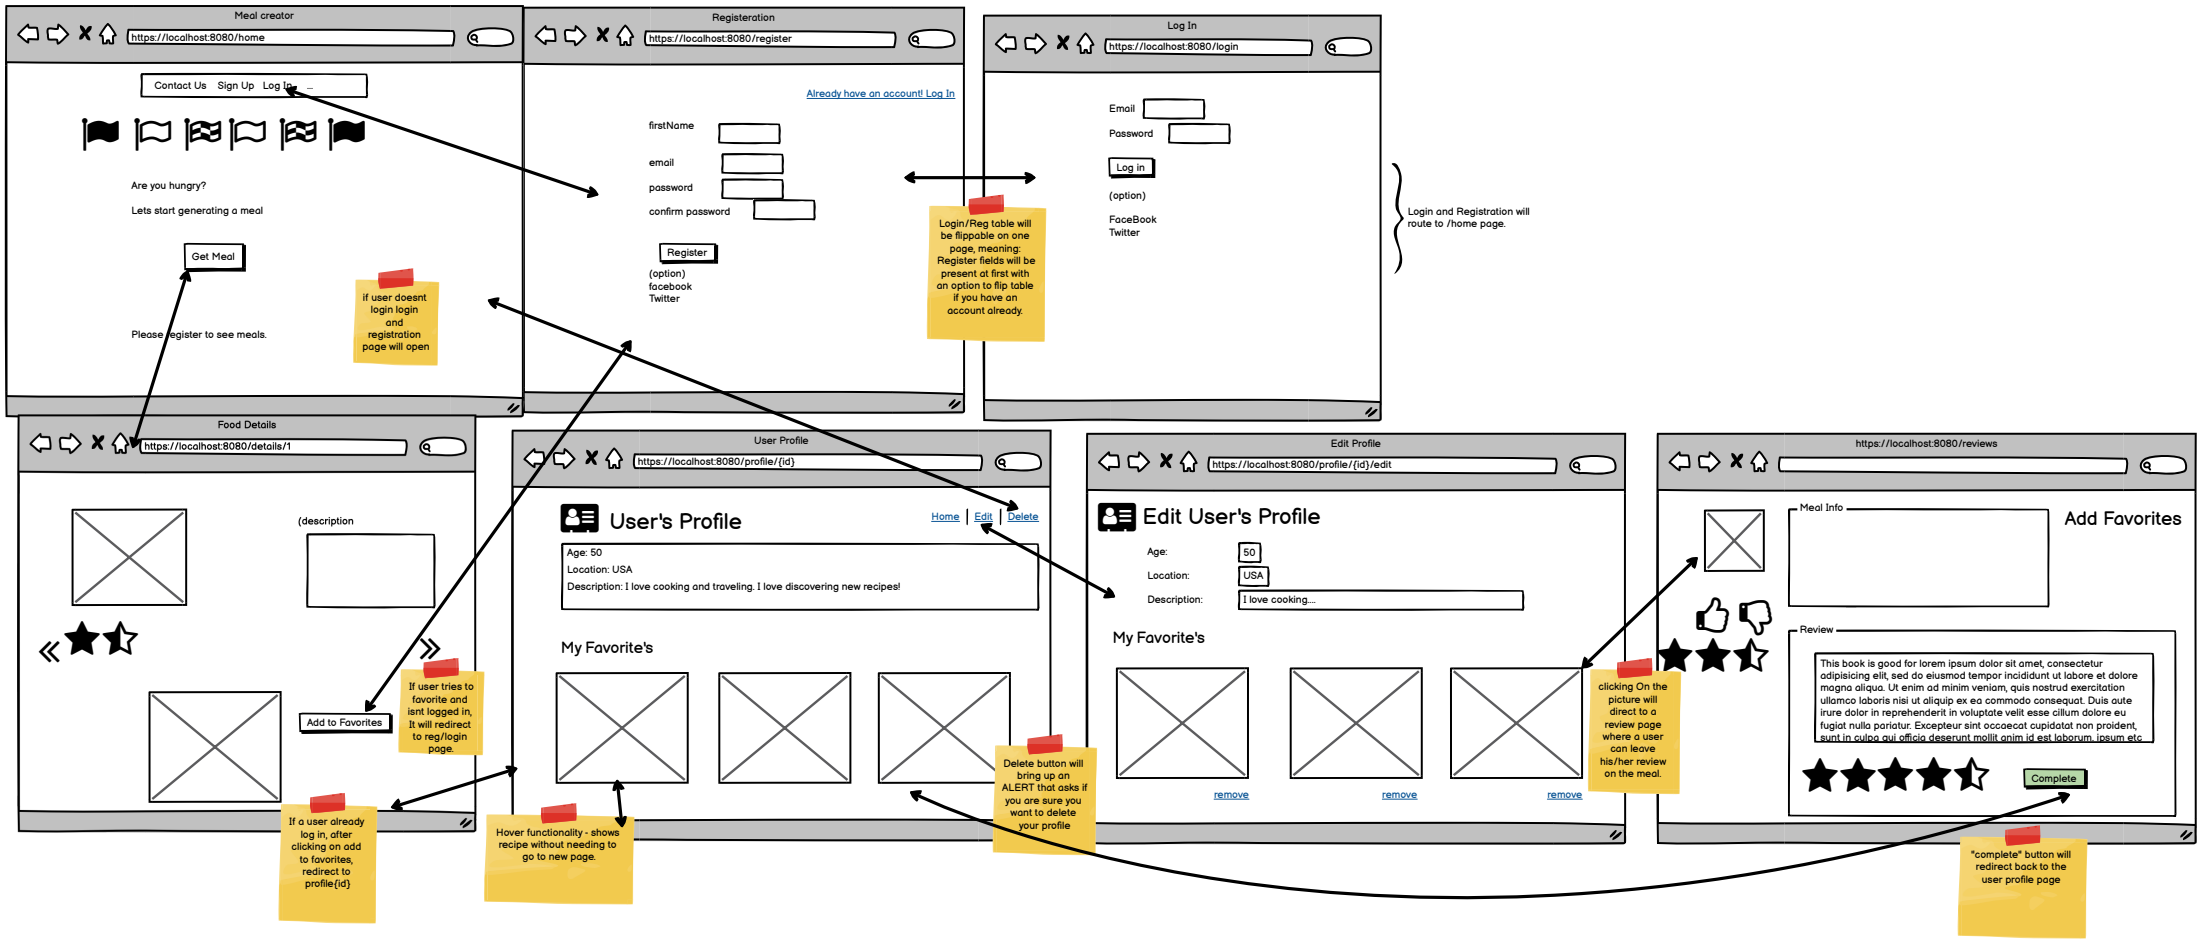 Meal creator
https://localhost:8080/home
Contact Us Sign Up Log In ...
Are you hungry?
Lets start generating a meal
Get Meal
Please register to see meals.
if user doesnt
login login
and
registration
page will open
Registeration
https://localhost:8080/register
Already have an account! Log In
firstName
email
password
confirm password
Register
(option)
facebook
Twitter
Login/Reg table will
be flippable on one
page, meaning:
Register fields will be
present at first with
an option to flip table
if you have an
account already.
Log In
https://localhost:8080/login
Email
Password
Log in
(option)
FaceBook
Twitter
Login and Registration will
route to /home page.
Food Details
https://localhost:8080/details/1
(description
Add to Favorites
If user tries to
favorite and
isnt logged in,
It will redirect
to reg/login
page.
If a user already
log in, after
clicking on add
to favorites,
redirect to
profile{id}
User Profile
https://localhost:8080/profile/{id}
User's Profile
Home | Edit | Delete
Age: 50
Location: USA
Description: I love cooking and traveling. I love discovering new recipes!
My Favorite's
Hover functionality - shows
recipe without needing to
go to new page.
Delete button will
bring up an
ALERT that asks if
you are sure you
want to delete
your profile
Edit Profile
https://localhost:8080/profile/{id}/edit
Edit User's Profile
Age: 50
Location: USA
Description: I love cooking....
My Favorite's
remove
remove
remove
clicking On the
picture will
direct to a
review page
where a user
can leave
his/her review
on the meal.
https://localhost:8080/reviews
Meal Info
Add Favorites
Review
This book is good for lorem ipsum dolor sit amet, consectetur
adipisicing elit, sed do eiusmod tempor incididunt ut labore et dolore
magna aliqua. Ut enim ad minim veniam, quis nostrud exercitation
ullamco laboris nisi ut aliquip ex ea commodo consequat. Duis aute
irure dolor in reprehenderit in voluptate velit esse cillum dolore eu
fugiat nulla pariatur. Excepteur sint occaecat cupidatat non proident,
sunt in culpa qui officia deserunt mollit anim id est laborum. ipsum etc
Complete
"complete" button will
redirect back to the
user profile page